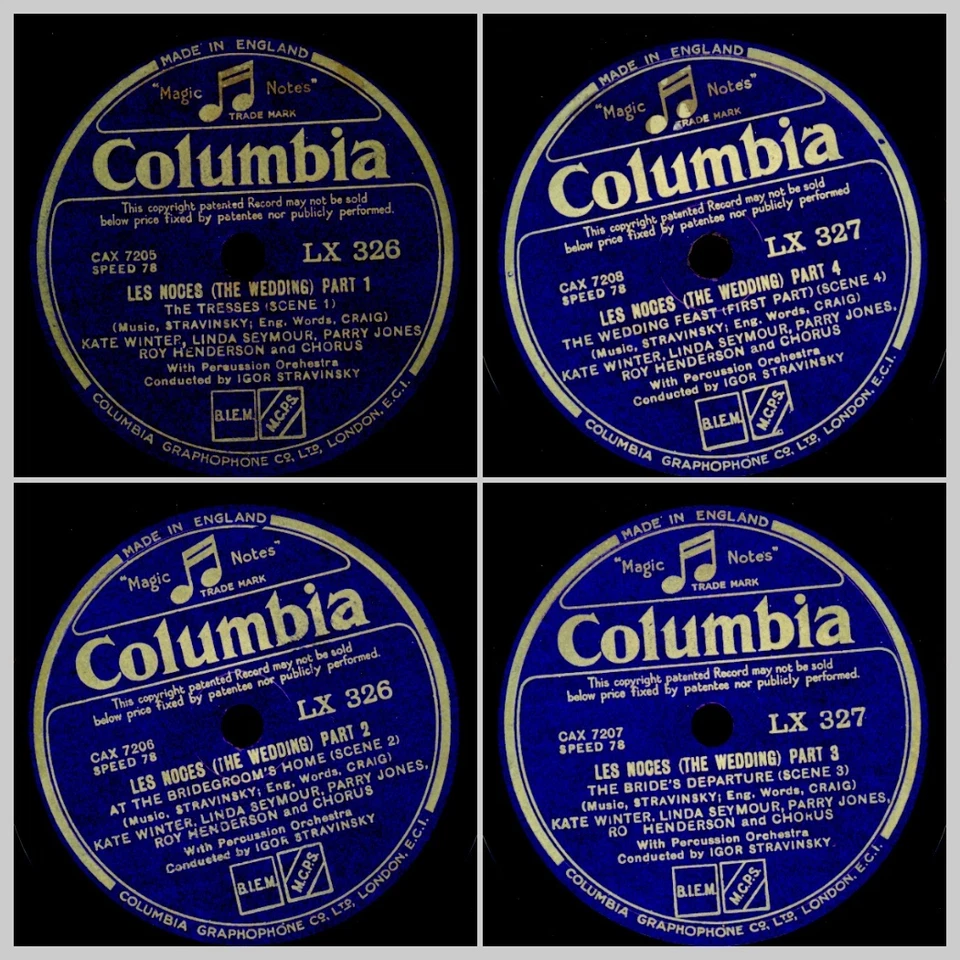 MADE IN ENGLAND
"Magic Notes"
TRADE MARK
Columbia
This copyright patented Record may not be sold
below price fixed by patentee nor publicly performed.
CAX 7205
SPEED 78
LX 326
LES NOCES (THE WEDDING) PART 1
THE TRESSES (SCENE 1)
(Music, STRAVINSKY; Eng. Words, CRAIG)
KATE WINTER, LINDA SEYMOUR, PARRY JONES
ROY HENDERSON and CHORUS
With Percussion Orchestra
Conducted by IGOR STRAVINSKY
B.I.E.M.
M.C.P.S.
COLUMBIA GRAPHOPHONE CO, LTD, LONDON, E.C.I.
MADE IN ENGLAND
"Magic Notes"
TRADE MARK
Columbia
This copyright patented Record may not be sold
below price fixed by patentee nor publicly performed.
CAX 7208
SPEED 78
LX 327
LES NOCES (THE WEDDING) PART 4
THE WEDDING FEAST (FIRST PART) (SCENE 4)
(Music, STRAVINSKY; Eng. Words, CRAIG)
KATE WINTER, LINDA SEYMOUR, PARRY JONES,
ROY HENDERSON and CHORUS
With Percussion Orchestra
Conducted by IGOR STRAVINSKY
B.I.E.M.
M.C.P.S.
COLUMBIA GRAPHOPHONE CO, LTD, LONDON, E.C.I.
MADE IN ENGLAND
"Magic Notes"
TRADE MARK
Columbia
This copyright patented Record may not be sold
below price fixed by patentee nor publicly performed.
CAX 7206
SPEED 78
LX 326
LES NOCES (THE WEDDING) PART 2
AT THE BRIDEGROOM'S HOME (SCENE 2)
(Music, STRAVINSKY; Eng. Words, CRAIG)
KATE WINTER, LINDA SEYMOUR, PARRY JONES,
ROY HENDERSON and CHORUS
With Percussion Orchestra
Conducted by IGOR STRAVINSKY
B.I.E.M.
M.C.P.S.
COLUMBIA GRAPHOPHONE CO, LTD, LONDON, E.C.I.
MADE IN ENGLAND
"Magic Notes"
TRADE MARK
Columbia
This copyright patented Record may not be sold
below price fixed by patentee nor publicly performed.
CAX 7207
SPEED 78
LX 327
LES NOCES (THE WEDDING) PART 3
THE BRIDE'S DEPARTURE (SCENE 3)
(Music, STRAVINSKY; Eng. Words, CRAIG)
KATE WINTER, LINDA SEYMOUR, PARRY JONES,
RO HENDERSON and CHORUS
With Percussion Orchestra
Conducted by IGOR STRAVINSKY
B.I.E.M.
M.C.P.S.
COLUMBIA GRAPHOPHONE CO, LTD, LONDON, E.C.I.